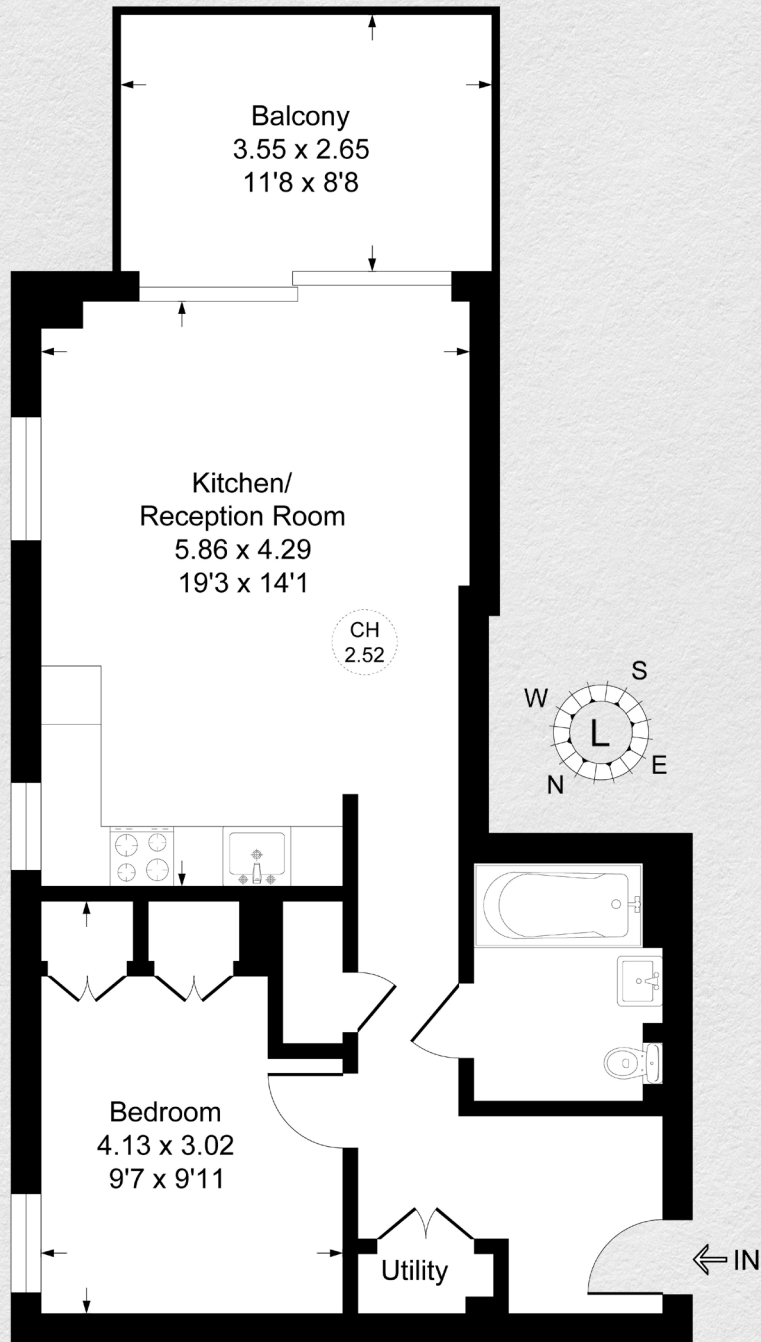 Balcony
3.55 x 2.65
11'8 x 8'8
Kitchen/
Reception Room
5.86 x 4.29
19'3 x 14'1
CH
2.52
S
W
L
E
N
Bedroom
4.13 x 3.02
9'7 x 9'11
Utility
IN